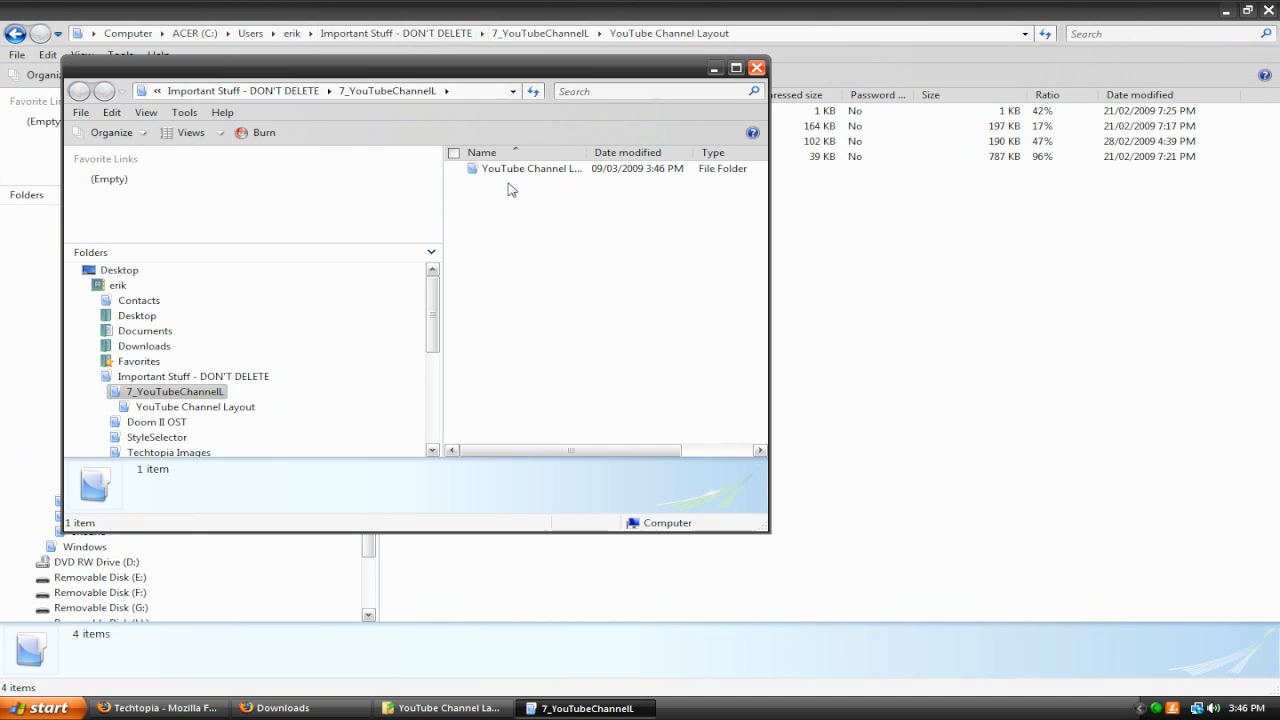 Computer ▸ ACER (C:) ▸ Users ▸ erik ▸ Important Stuff - DON'T DELETE ▸ 7_YouTubeChannelL ▸ YouTube Channel Layout
Search
File Edit View Tools Help
Organi
Favorite Links
(Empty
Folders
« Important Stuff - DON'T DELETE ▸ 7_YouTubeChannelL ▸
Search
File Edit View Tools Help
Organize Views Burn
Favorite Links
(Empty)
Folders
Desktop
erik
Contacts
Desktop
Documents
Downloads
Favorites
Important Stuff - DON'T DELETE
7_YouTubeChannelL
YouTube Channel Layout
Doom II OST
StyleSelector
Techtopia Images
Name Date modified Type
YouTube Channel L... 09/03/2009 3:46 PM File Folder
1 item
1 item Computer
ressed size Password ... Size Ratio Date modified
1 KB No 1 KB 42% 21/02/2009 7:25 PM
164 KB No 197 KB 17% 21/02/2009 7:17 PM
102 KB No 190 KB 47% 28/02/2009 4:39 PM
39 KB No 787 KB 96% 21/02/2009 7:21 PM
Windows
DVD RW Drive (D:)
Removable Disk (E:)
Removable Disk (F:)
Removable Disk (G:)
4 items
4 items
start Techtopia - Mozilla F... Downloads YouTube Channel La... 7_YouTubeChannelL 3:46 PM